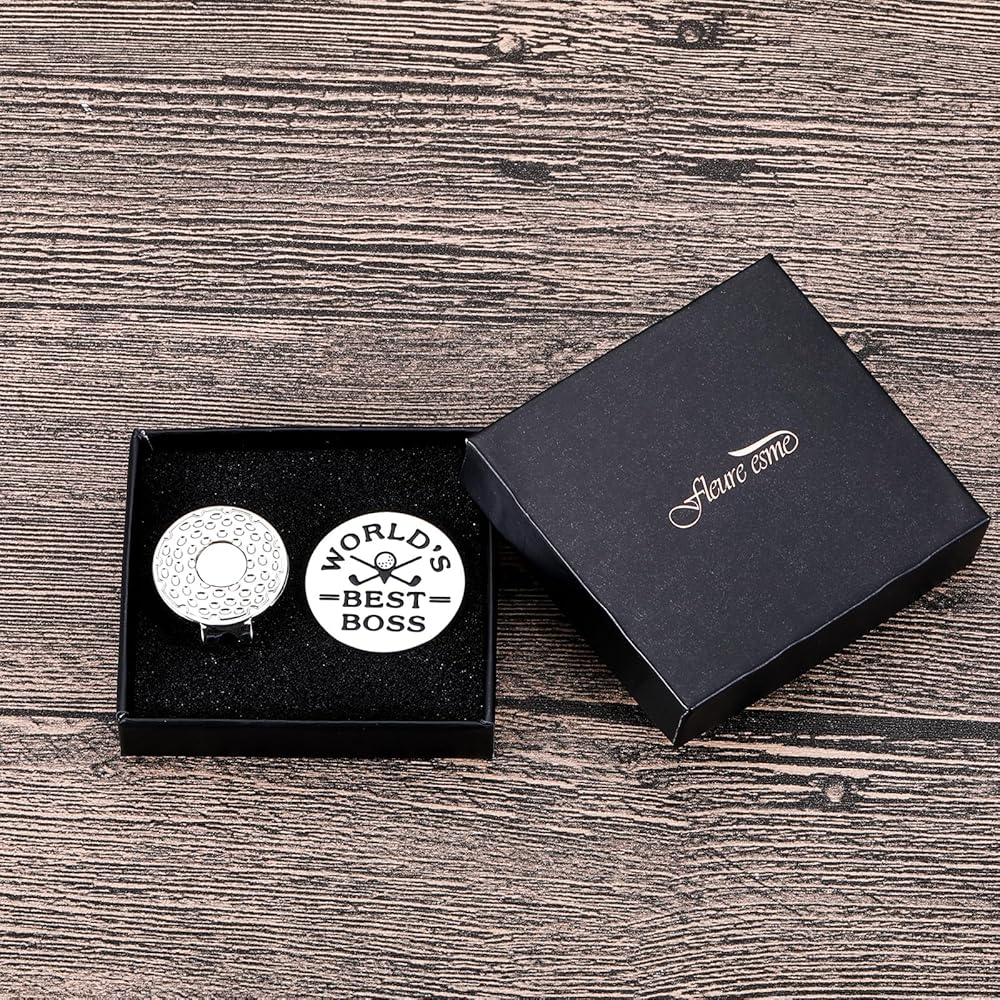 WORLD'S
=BEST=
BOSS
fleure esme